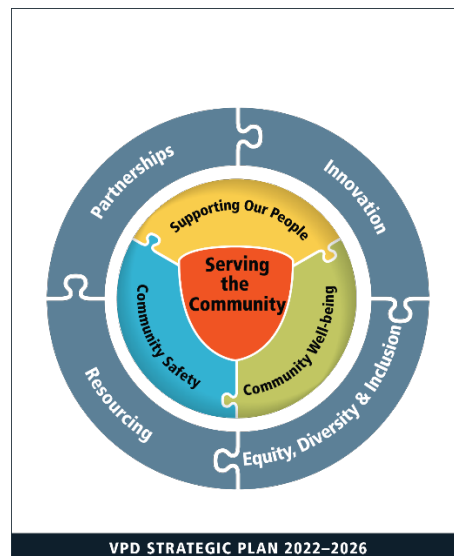 Partnerships
Innovation
Supporting Our People
Serving
the
Community
Community Safety
Community Well-being
Resourcing
Equity, Diversity & Inclusion
VPD STRATEGIC PLAN 2022–2026